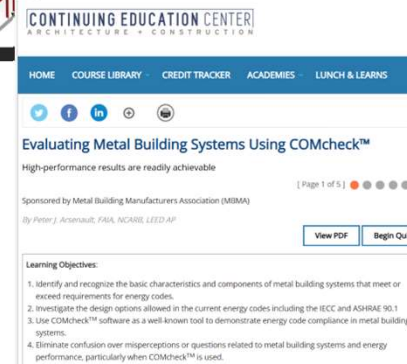 CONTINUING EDUCATION CENTER
ARCHITECTURE + CONSTRUCTION
HOME COURSE LIBRARY CREDIT TRACKER ACADEMIES LUNCH & LEARNS
Evaluating Metal Building Systems Using COMcheck™
High-performance results are readily achievable
[ Page 1 of 5 ]
Sponsored by Metal Building Manufacturers Association (MBMA)
By Peter J. Arsenault, FAIA, NCARB, LEED AP
View PDF Begin Qui
Learning Objectives:
1. Identify and recognize the basic characteristics and components of metal building systems that meet or
exceed requirements for energy codes.
2. Investigate the design options allowed in the current energy codes including the IECC and ASHRAE 90.1
3. Use COMcheck™ software as a well-known tool to demonstrate energy code compliance in metal building
systems.
4. Eliminate confusion over misperceptions or questions related to metal building systems and energy
performance, particularly when COMcheck™ is used.